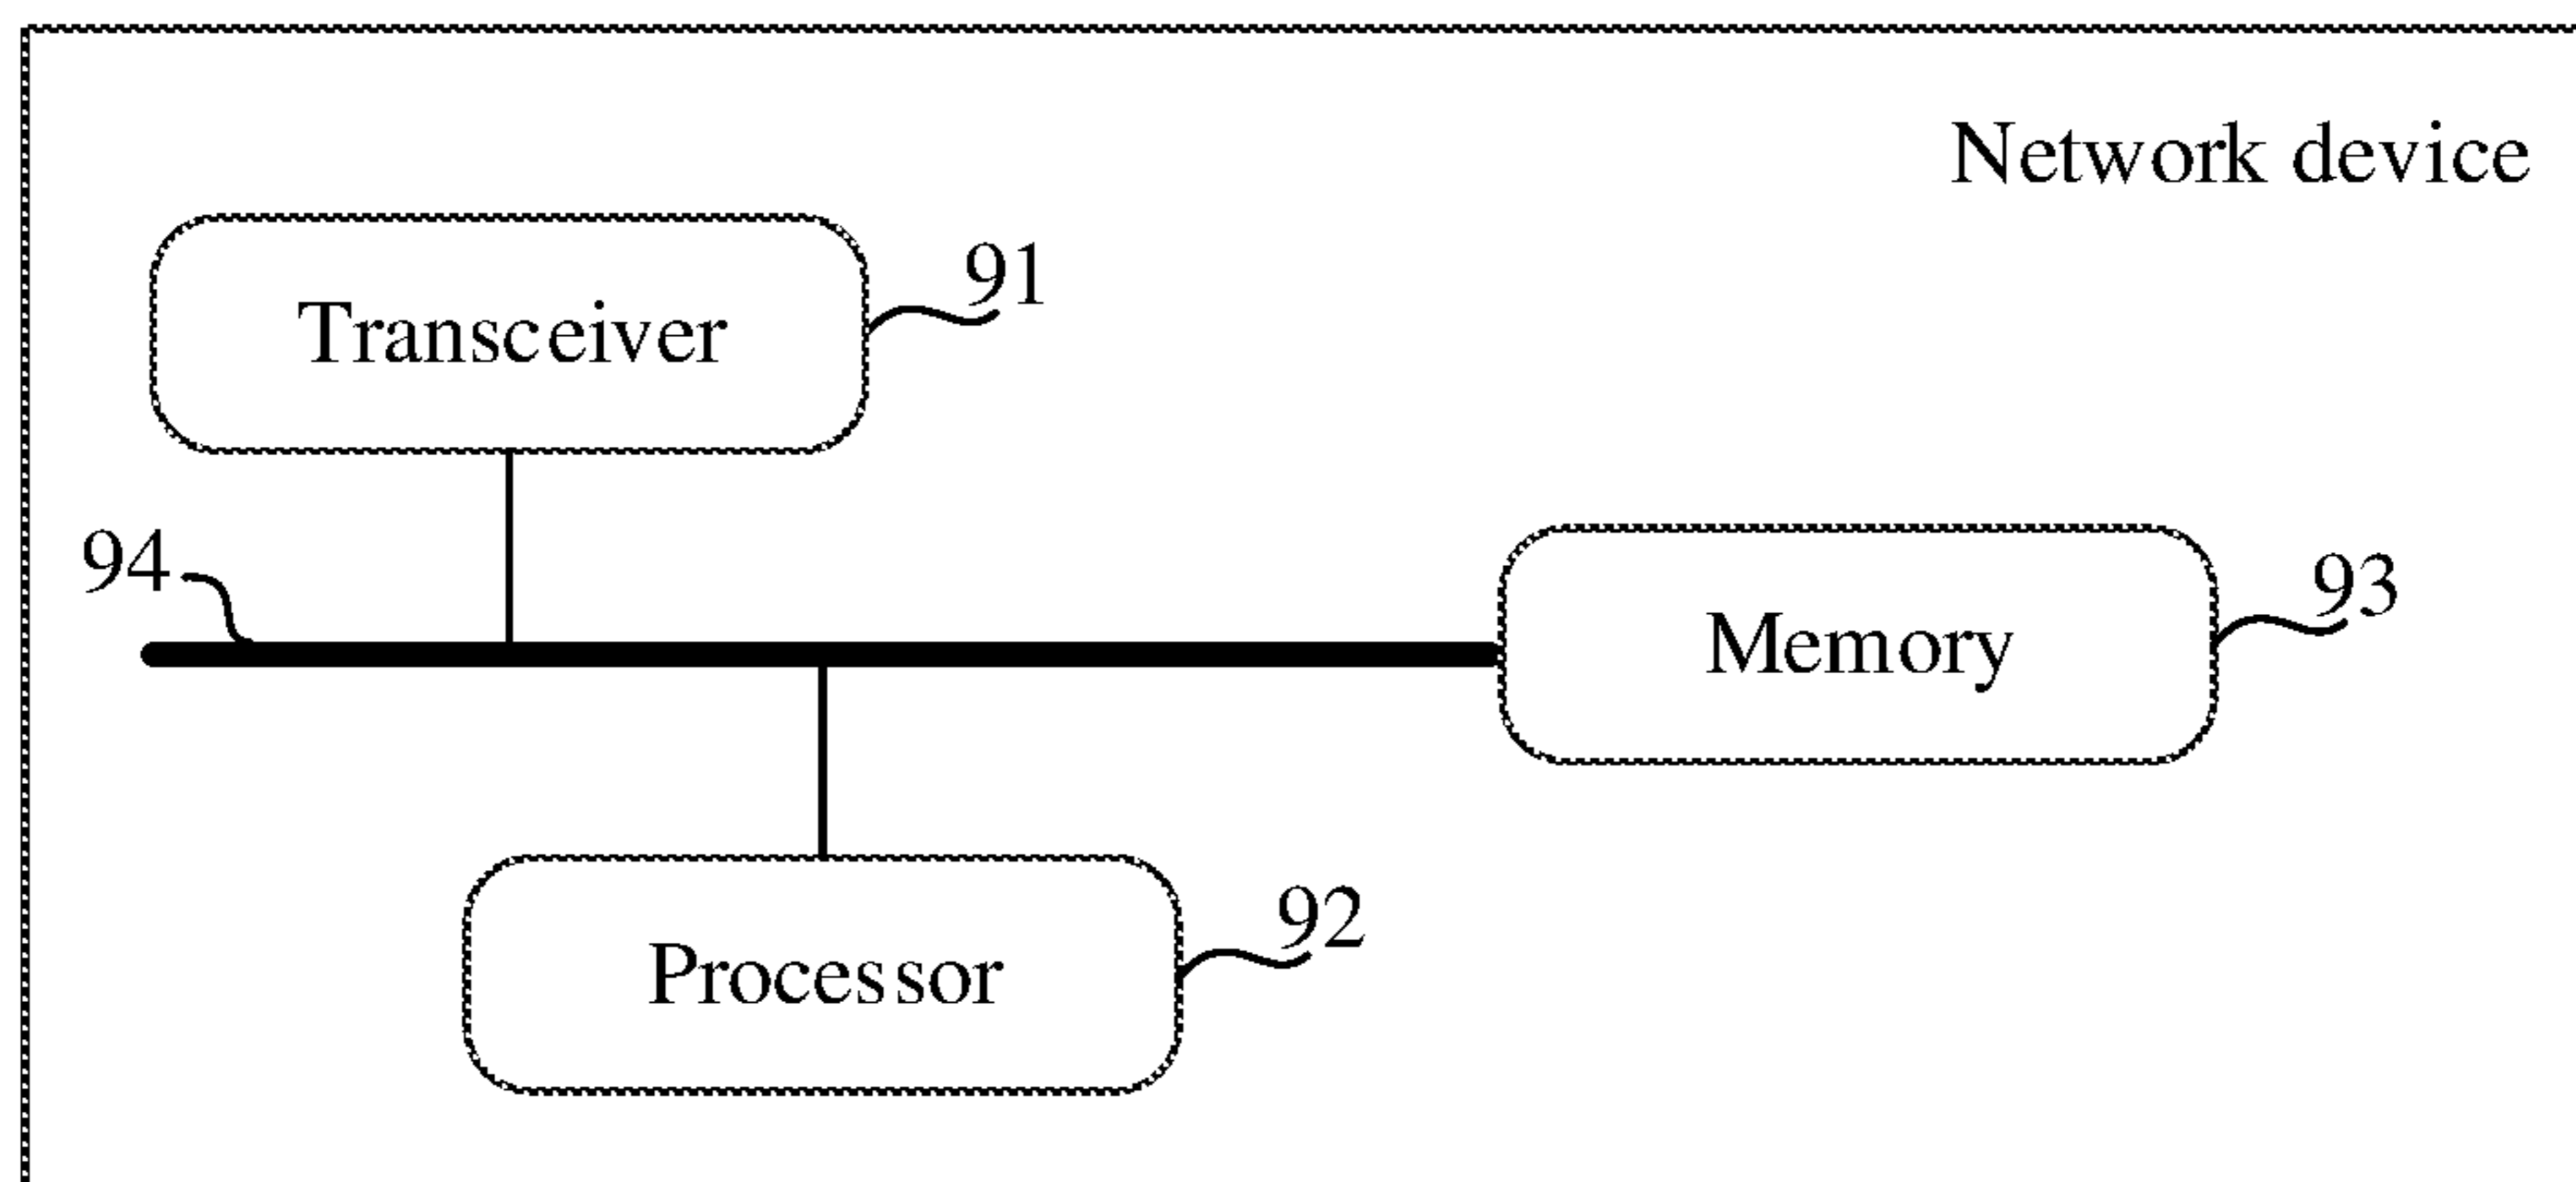 Network device
Transceiver
91
94
Memory
93
Processor
92